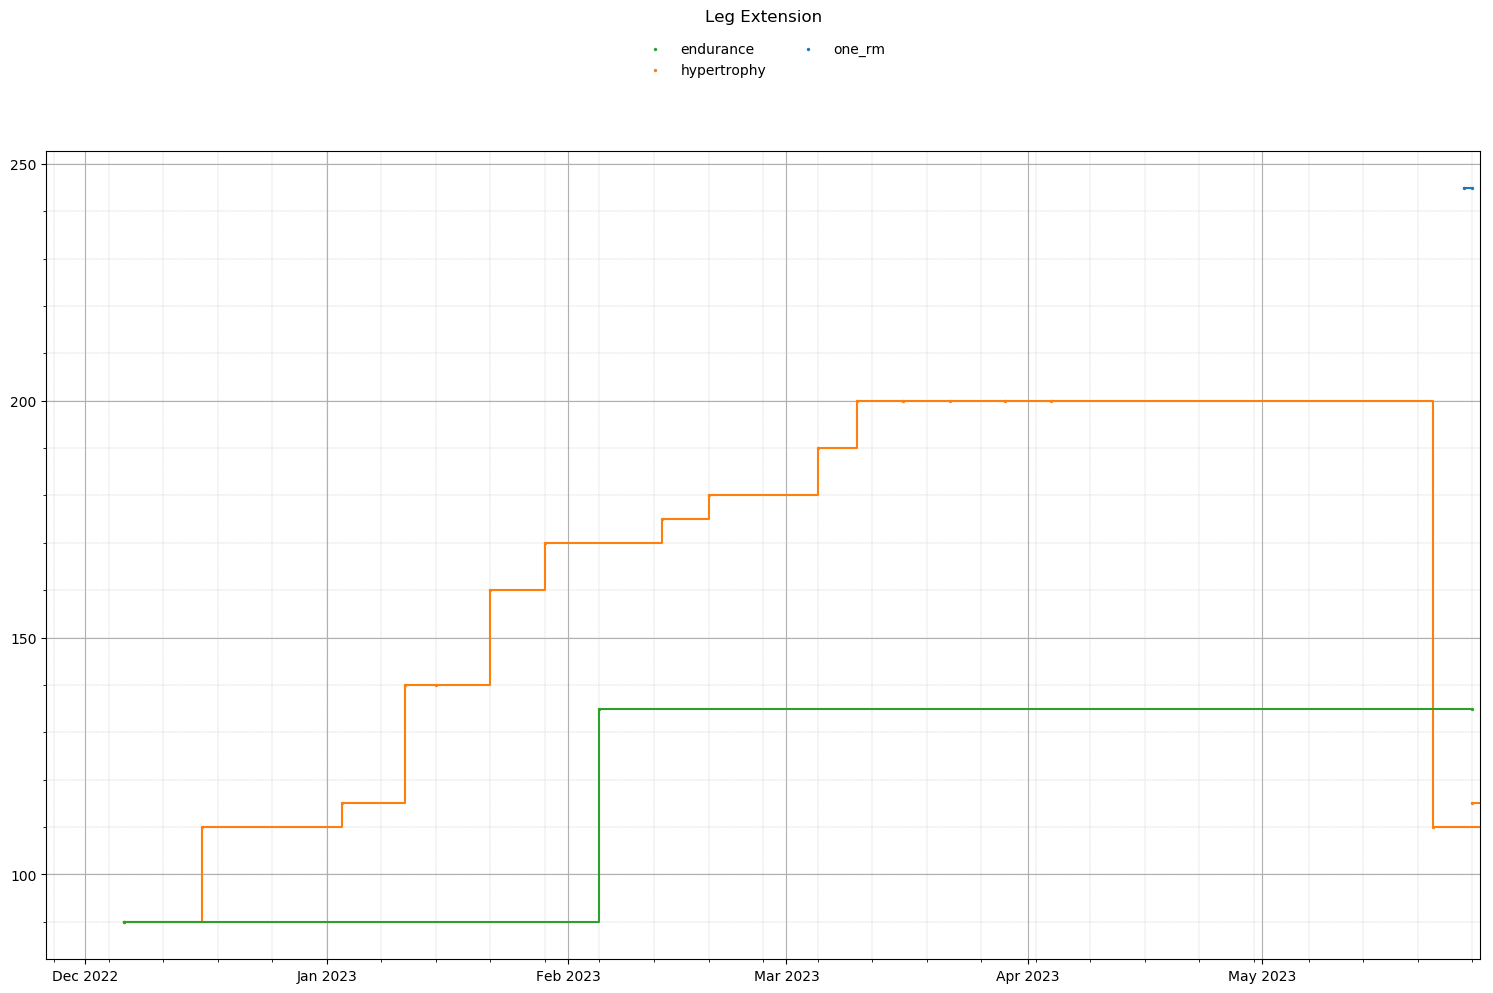 Leg Extension
endurance one_rm
hypertrophy
250
200
150
100
Dec 2022 Jan 2023 Feb 2023 Mar 2023 Apr 2023 May 2023